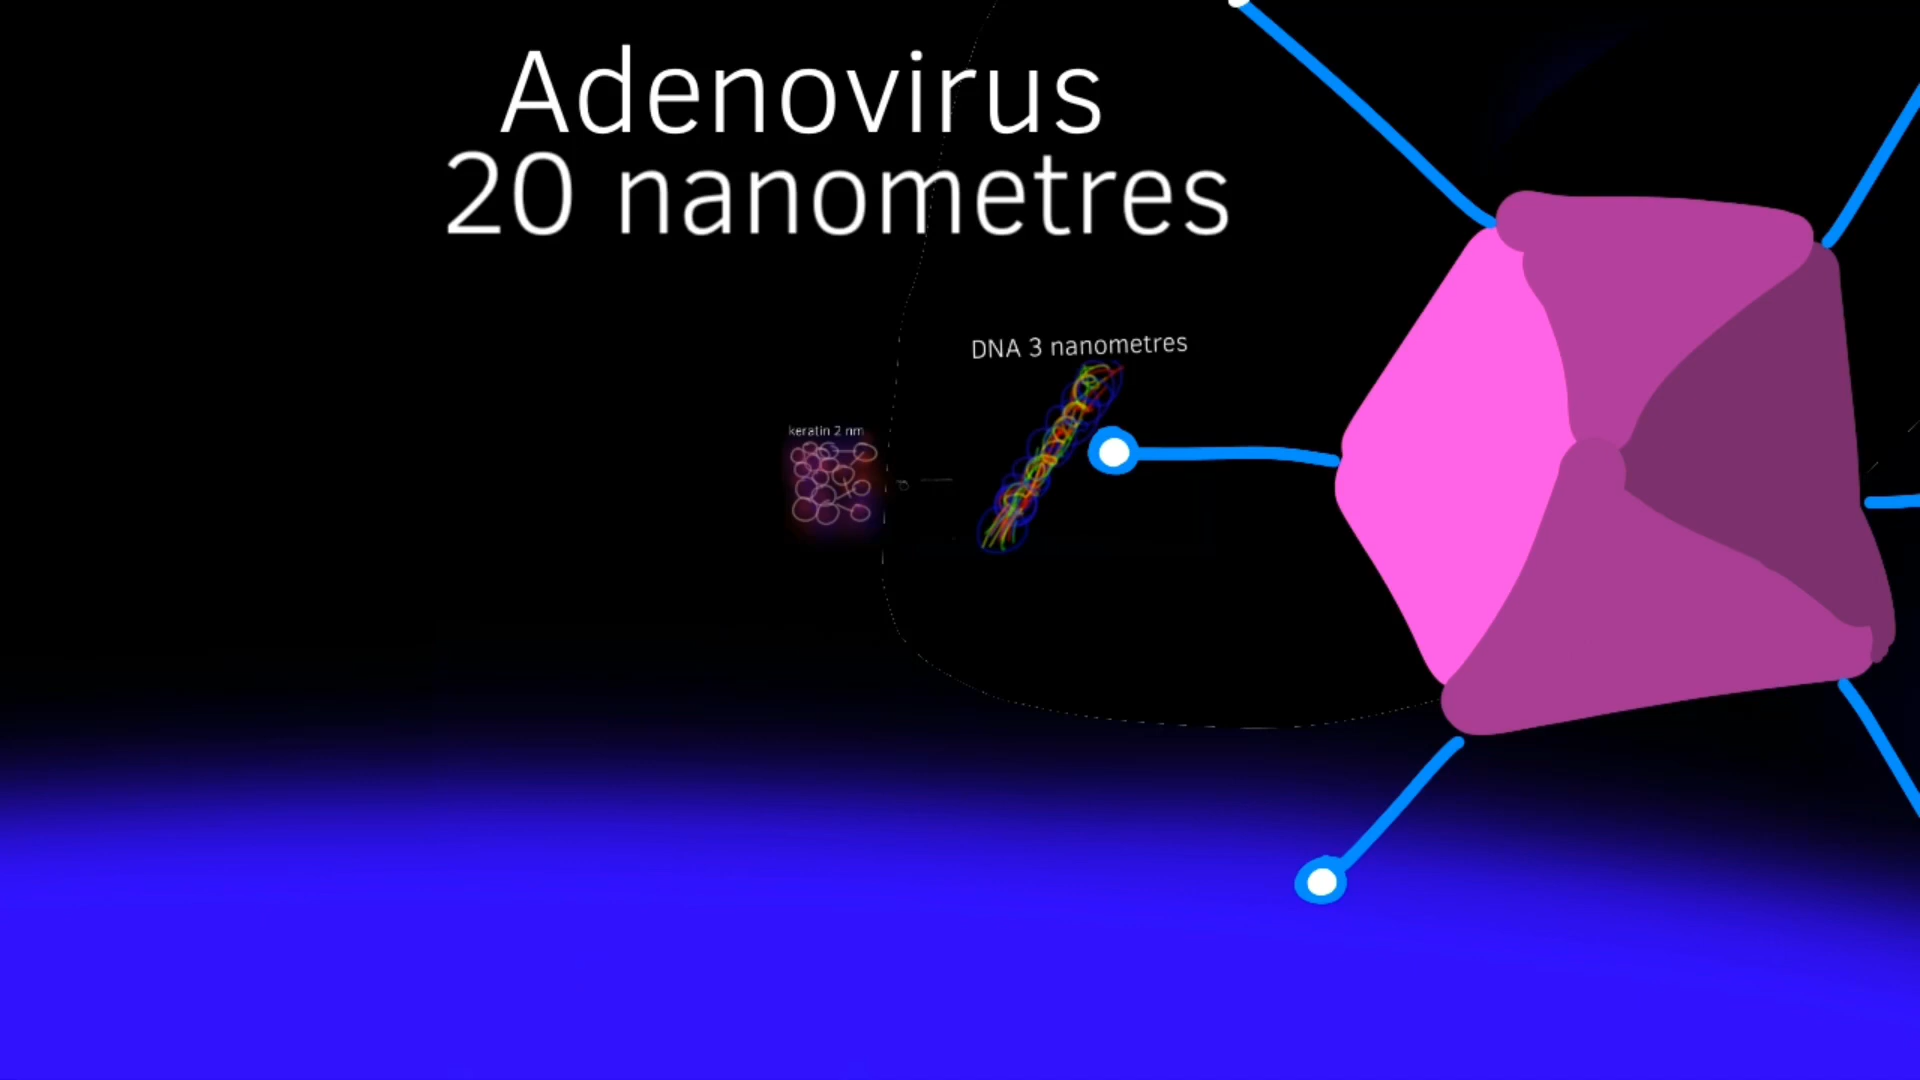 Adenovirus
20 nanometres
DNA 3 nanometres
keratin 2 nm